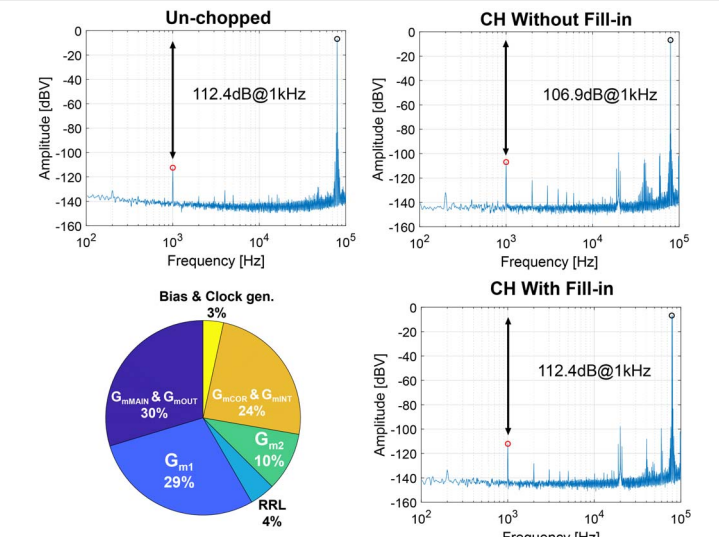 Un-chopped
0
-20
-40
-60
-80
-100
-120
-140
-160
Amplitude [dBV]
112.4dB@1kHz
10^2
10^3
10^4
10^5
Frequency [Hz]
CH Without Fill-in
0
-20
-40
-60
-80
-100
-120
-140
-160
Amplitude [dBV]
106.9dB@1kHz
10^2
10^3
10^4
10^5
Frequency [Hz]
Bias & Clock gen.
3%
GmMAIN & GmOUT
30%
GmCOR & GmINT
24%
Gm2
10%
Gm1
29%
RRL
4%
CH With Fill-in
0
-20
-40
-60
-80
-100
-120
-140
-160
Amplitude [dBV]
112.4dB@1kHz
10^2
10^3
10^4
10^5
Frequency [Hz]